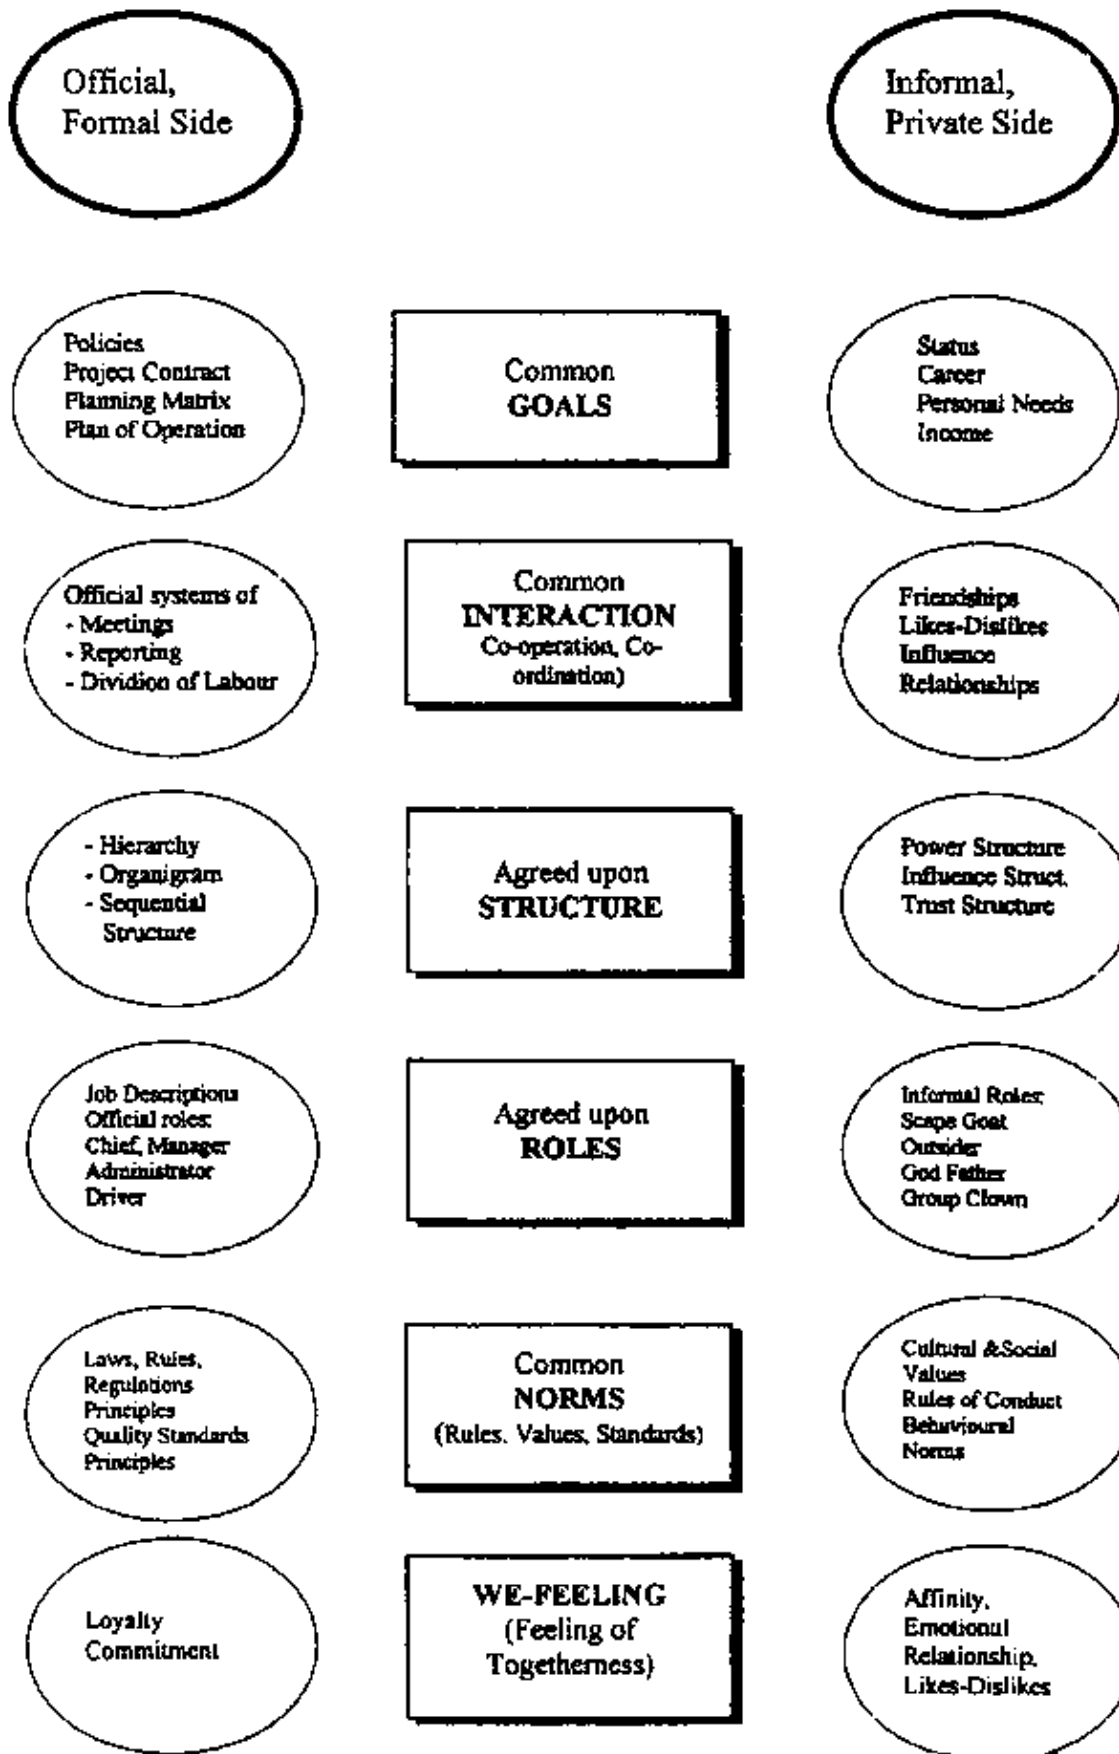 Official,
Formal Side
Informal,
Private Side
Policies
Project Contract
Planning Matrix
Plan of Operation
Common
GOALS
Status
Career
Personal Needs
Income
Official systems of
- Meetings
- Reporting
- Dividion of Labour
Common
INTERACTION
Co-operation, Co-
ordination)
Friendships
Likes-Dislikes
Influence
Relationships
- Hierarchy
- Organigram
- Sequential
Structure
Agreed upon
STRUCTURE
Power Structure
Influence Struct.
Trust Structure
Job Descriptions
Official roles:
Chief, Manager
Administrator
Driver
Agreed upon
ROLES
Informal Roles:
Scape Goat
Outsider
God Father
Group Clown
Laws, Rules,
Regulations
Principles
Quality Standards
Principles
Common
NORMS
(Rules. Values, Standards)
Cultural &Social
Values
Rules of Conduct
Behavioural
Norms
Loyalty
Commitment
WE-FEELING
(Feeling of
Togetherness)
Affinity,
Emotional
Relationship,
Likes-Dislikes